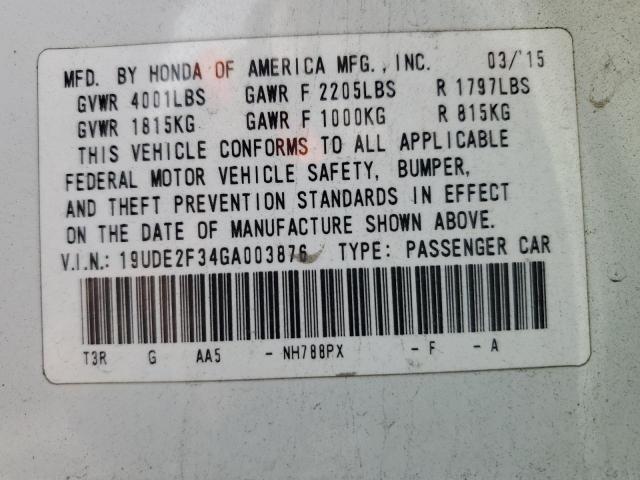 MFD. BY HONDA OF AMERICA MFG., INC. 03/'15
GVWR 4001LBS GAWR F 2205LBS R 1797LBS
GVWR 1815KG GAWR F 1000KG R 815KG
THIS VEHICLE CONFORMS TO ALL APPLICABLE
FEDERAL MOTOR VEHICLE SAFETY, BUMPER,
AND THEFT PREVENTION STANDARDS IN EFFECT
ON THE DATE OF MANUFACTURE SHOWN ABOVE.
V.I.N.: 19UDE2F34GA003876 TYPE: PASSENGER CAR
T3R G AA5 - NH788PX - F - A